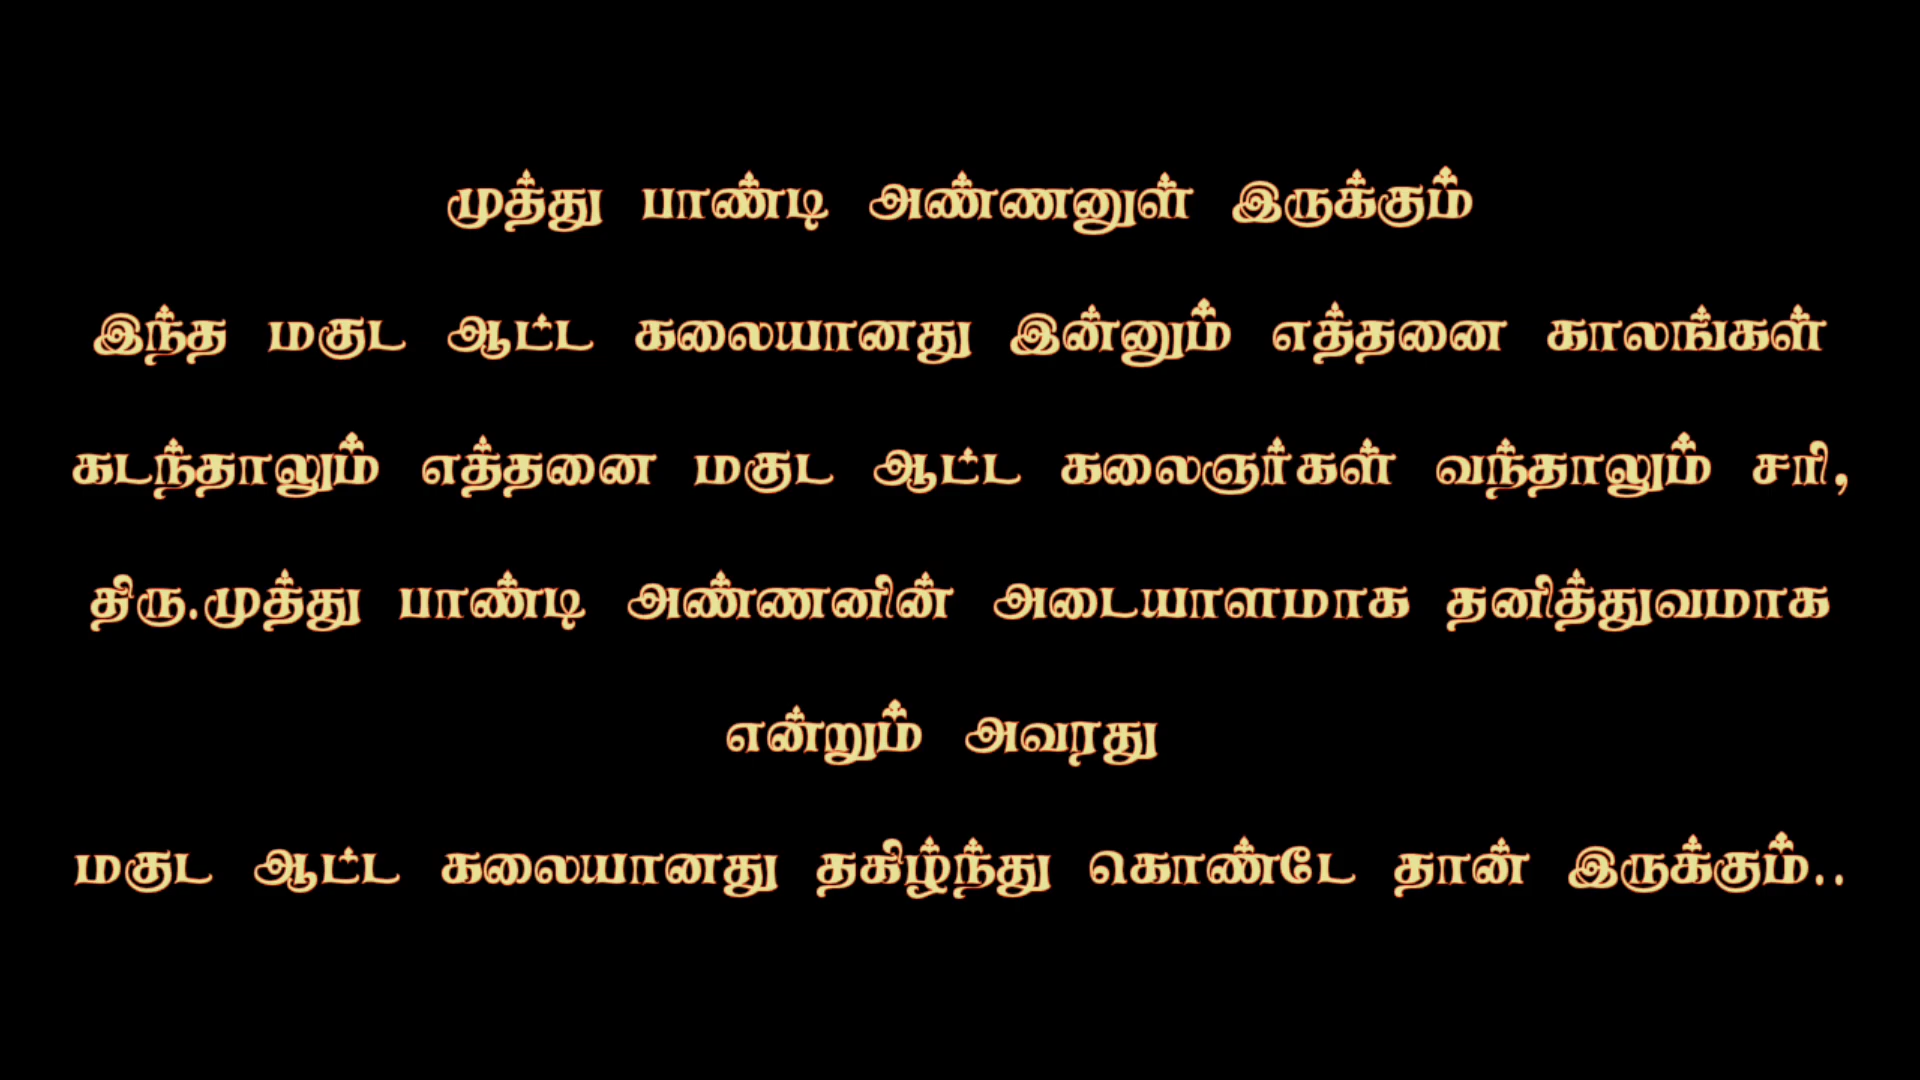 முத்து பாண்டி அண்ணனுள் இருக்கும்
இந்த மகுட ஆட்ட கலையானது இன்னும் எத்தனை காலங்கள்
கடந்தாலும் எத்தனை மகுட ஆட்ட கலைஞர்கள் வந்தாலும் சரி,
திரு.முத்து பாண்டி அண்ணனின் அடையாளமாக தனித்துவமாக
என்றும் அவரது
மகுட ஆட்ட கலையானது தகிழ்ந்து கொண்டே தான் இருக்கும்..